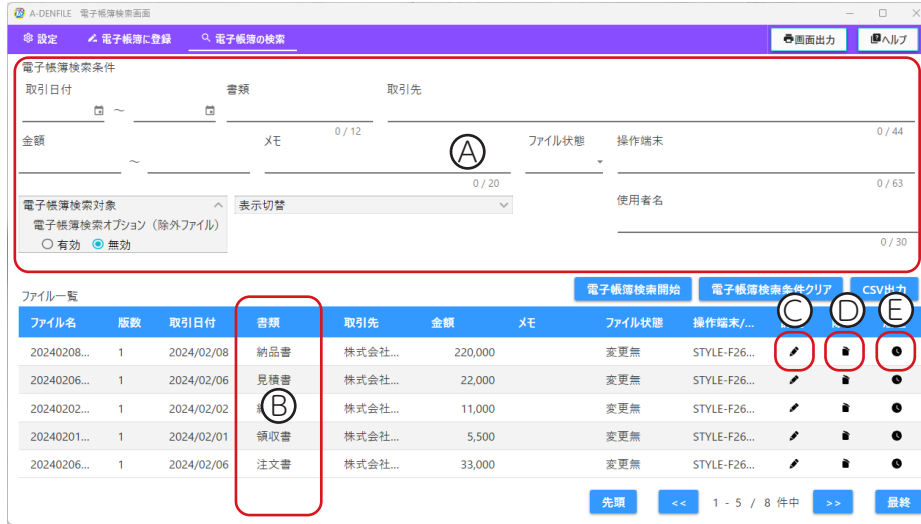 A-DENFILE 電子帳簿検索画面
設定 電子帳簿に登録 電子帳簿の検索 画面出力 ヘルプ
電子帳簿検索条件
取引日付 書類 取引先
～
0 / 12 0 / 44
金額 メモ A ファイル状態 操作端末
～
0 / 20 0 / 63
電子帳簿検索対象 表示切替 使用者名
電子帳簿検索オプション（除外ファイル）
有効 無効
0 / 30
電子帳簿検索開始 電子帳簿検索条件クリア CSV出力
ファイル一覧
C D E
ファイル名 版数 取引日付 書類 取引先 金額 メモ ファイル状態 操作端末/...
20240208... 1 2024/02/08 納品書 株式会社... 220,000 変更無 STYLE-F26...
20240206... 1 2024/02/06 見積書 株式会社... 22,000 変更無 STYLE-F26...
20240202... 1 2024/02/02 B 株式会社... 11,000 変更無 STYLE-F26...
20240201... 1 2024/02/01 領収書 株式会社... 5,500 変更無 STYLE-F26...
20240206... 1 2024/02/06 注文書 株式会社... 33,000 変更無 STYLE-F26...
先頭 << 1 - 5 / 8 件中 >> 最終